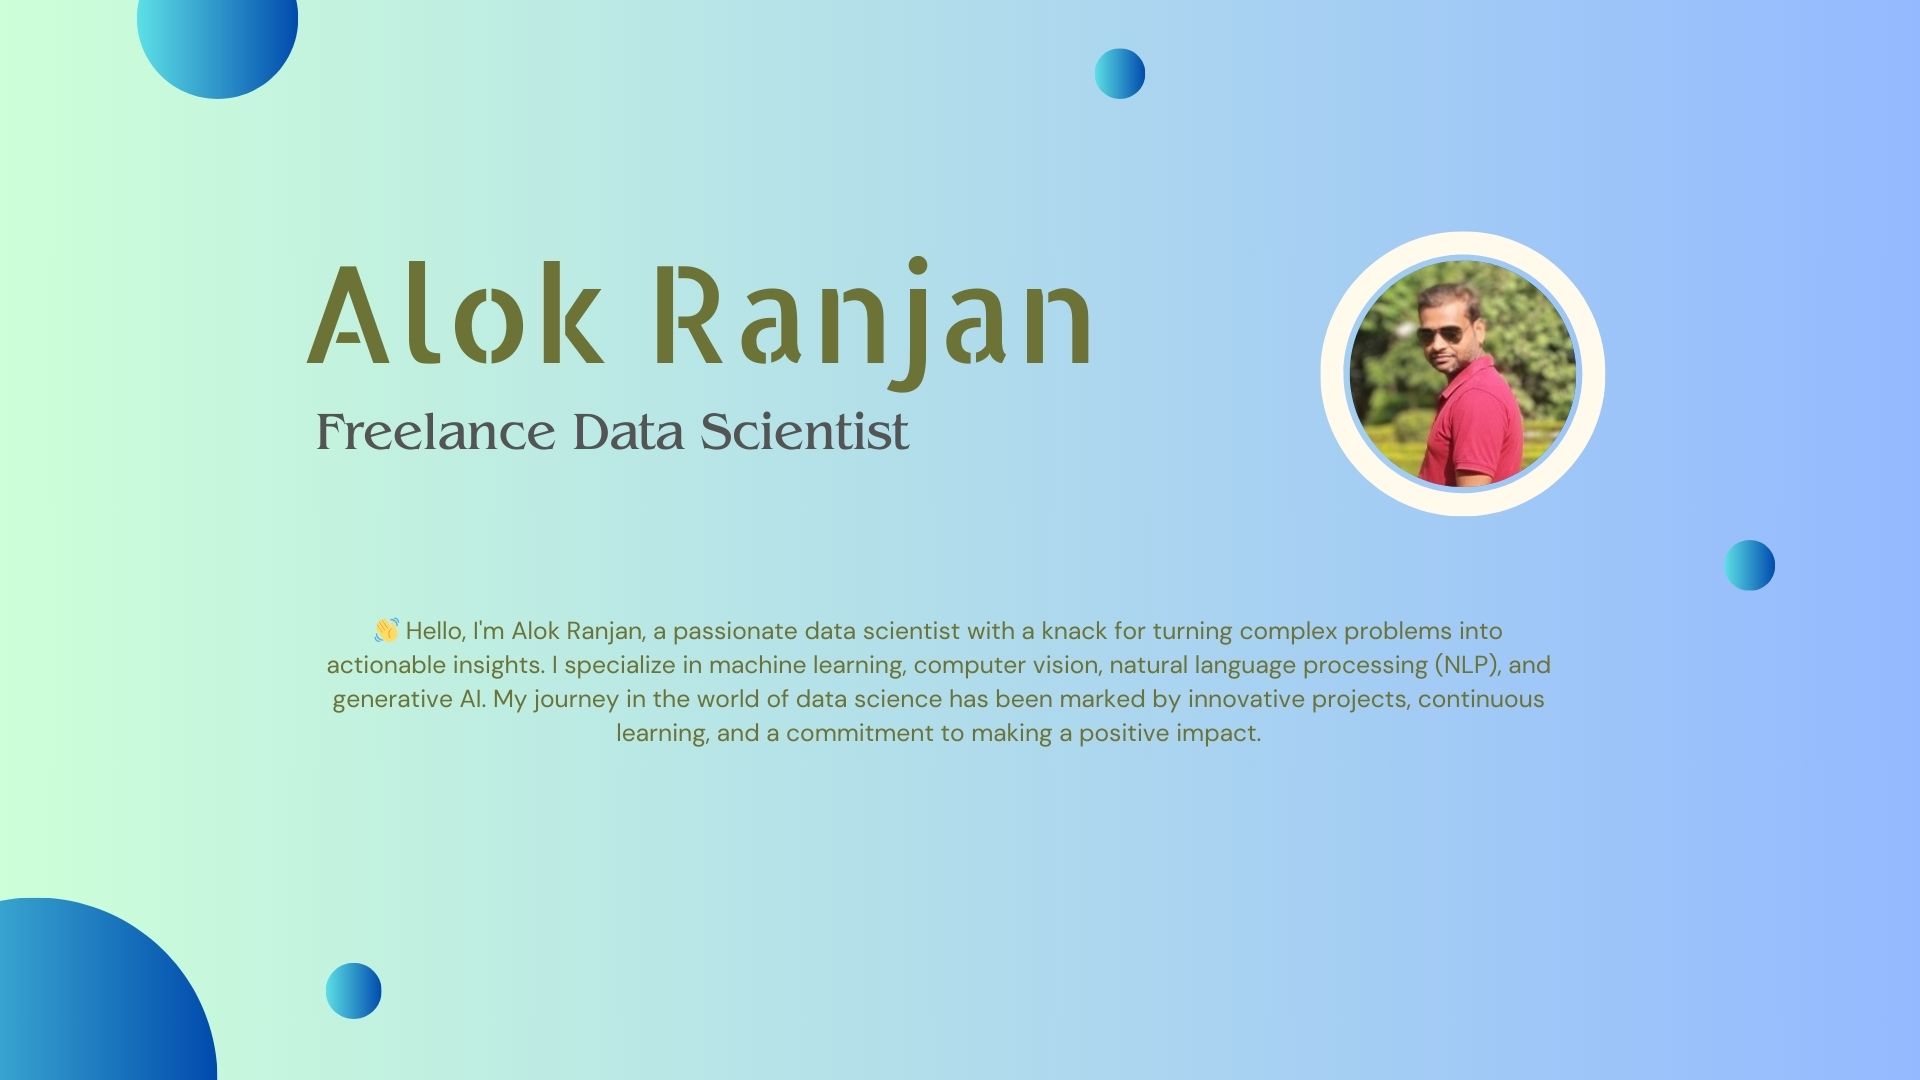 Alok Ranjan
Freelance Data Scientist
👋 Hello, I'm Alok Ranjan, a passionate data scientist with a knack for turning complex problems into
actionable insights. I specialize in machine learning, computer vision, natural language processing (NLP), and
generative AI. My journey in the world of data science has been marked by innovative projects, continuous
learning, and a commitment to making a positive impact.